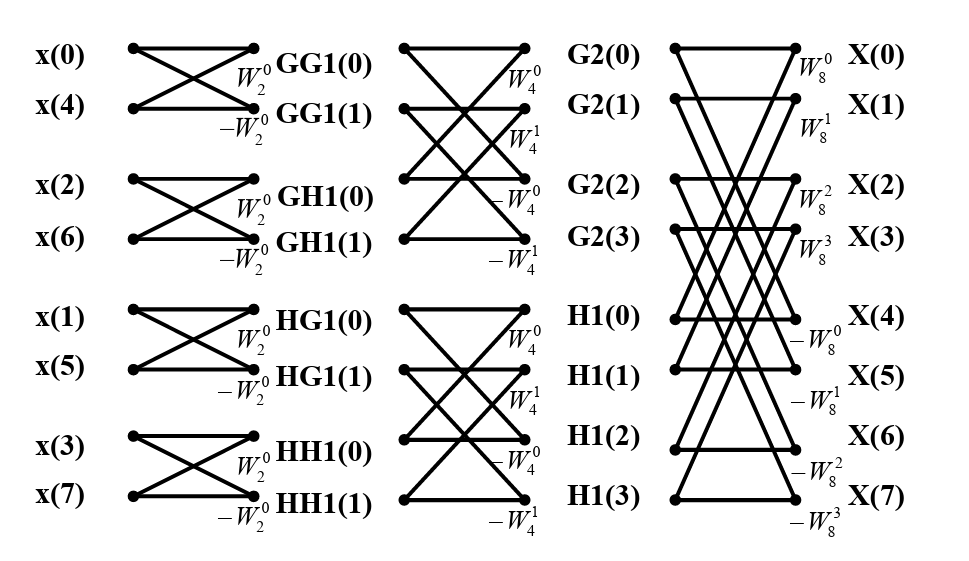 x(0) W_2^0 GG1(0) W_4^0 G2(0) W_8^0 X(0)
x(4) −W_2^0 GG1(1) W_4^1 G2(1) W_8^1 X(1)
x(2) W_2^0 GH1(0) −W_4^0 G2(2) W_8^2 X(2)
x(6) −W_2^0 GH1(1) −W_4^1 G2(3) W_8^3 X(3)
x(1) W_2^0 HG1(0) W_4^0 H1(0) −W_8^0 X(4)
x(5) −W_2^0 HG1(1) W_4^1 H1(1) −W_8^1 X(5)
x(3) W_2^0 HH1(0) −W_4^0 H1(2) −W_8^2 X(6)
x(7) −W_2^0 HH1(1) −W_4^1 H1(3) −W_8^3 X(7)